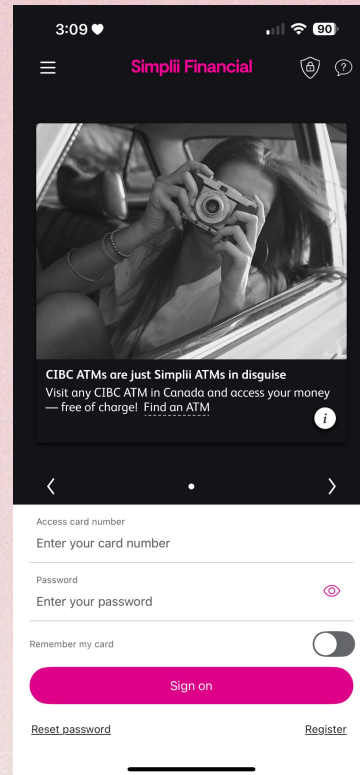 3:09
90
Simplii Financial
CIBC ATMs are just Simplii ATMs in disguise
Visit any CIBC ATM in Canada and access your money
— free of charge! Find an ATM
i
Access card number
Enter your card number
Password
Enter your password
Remember my card
Sign on
Reset password
Register